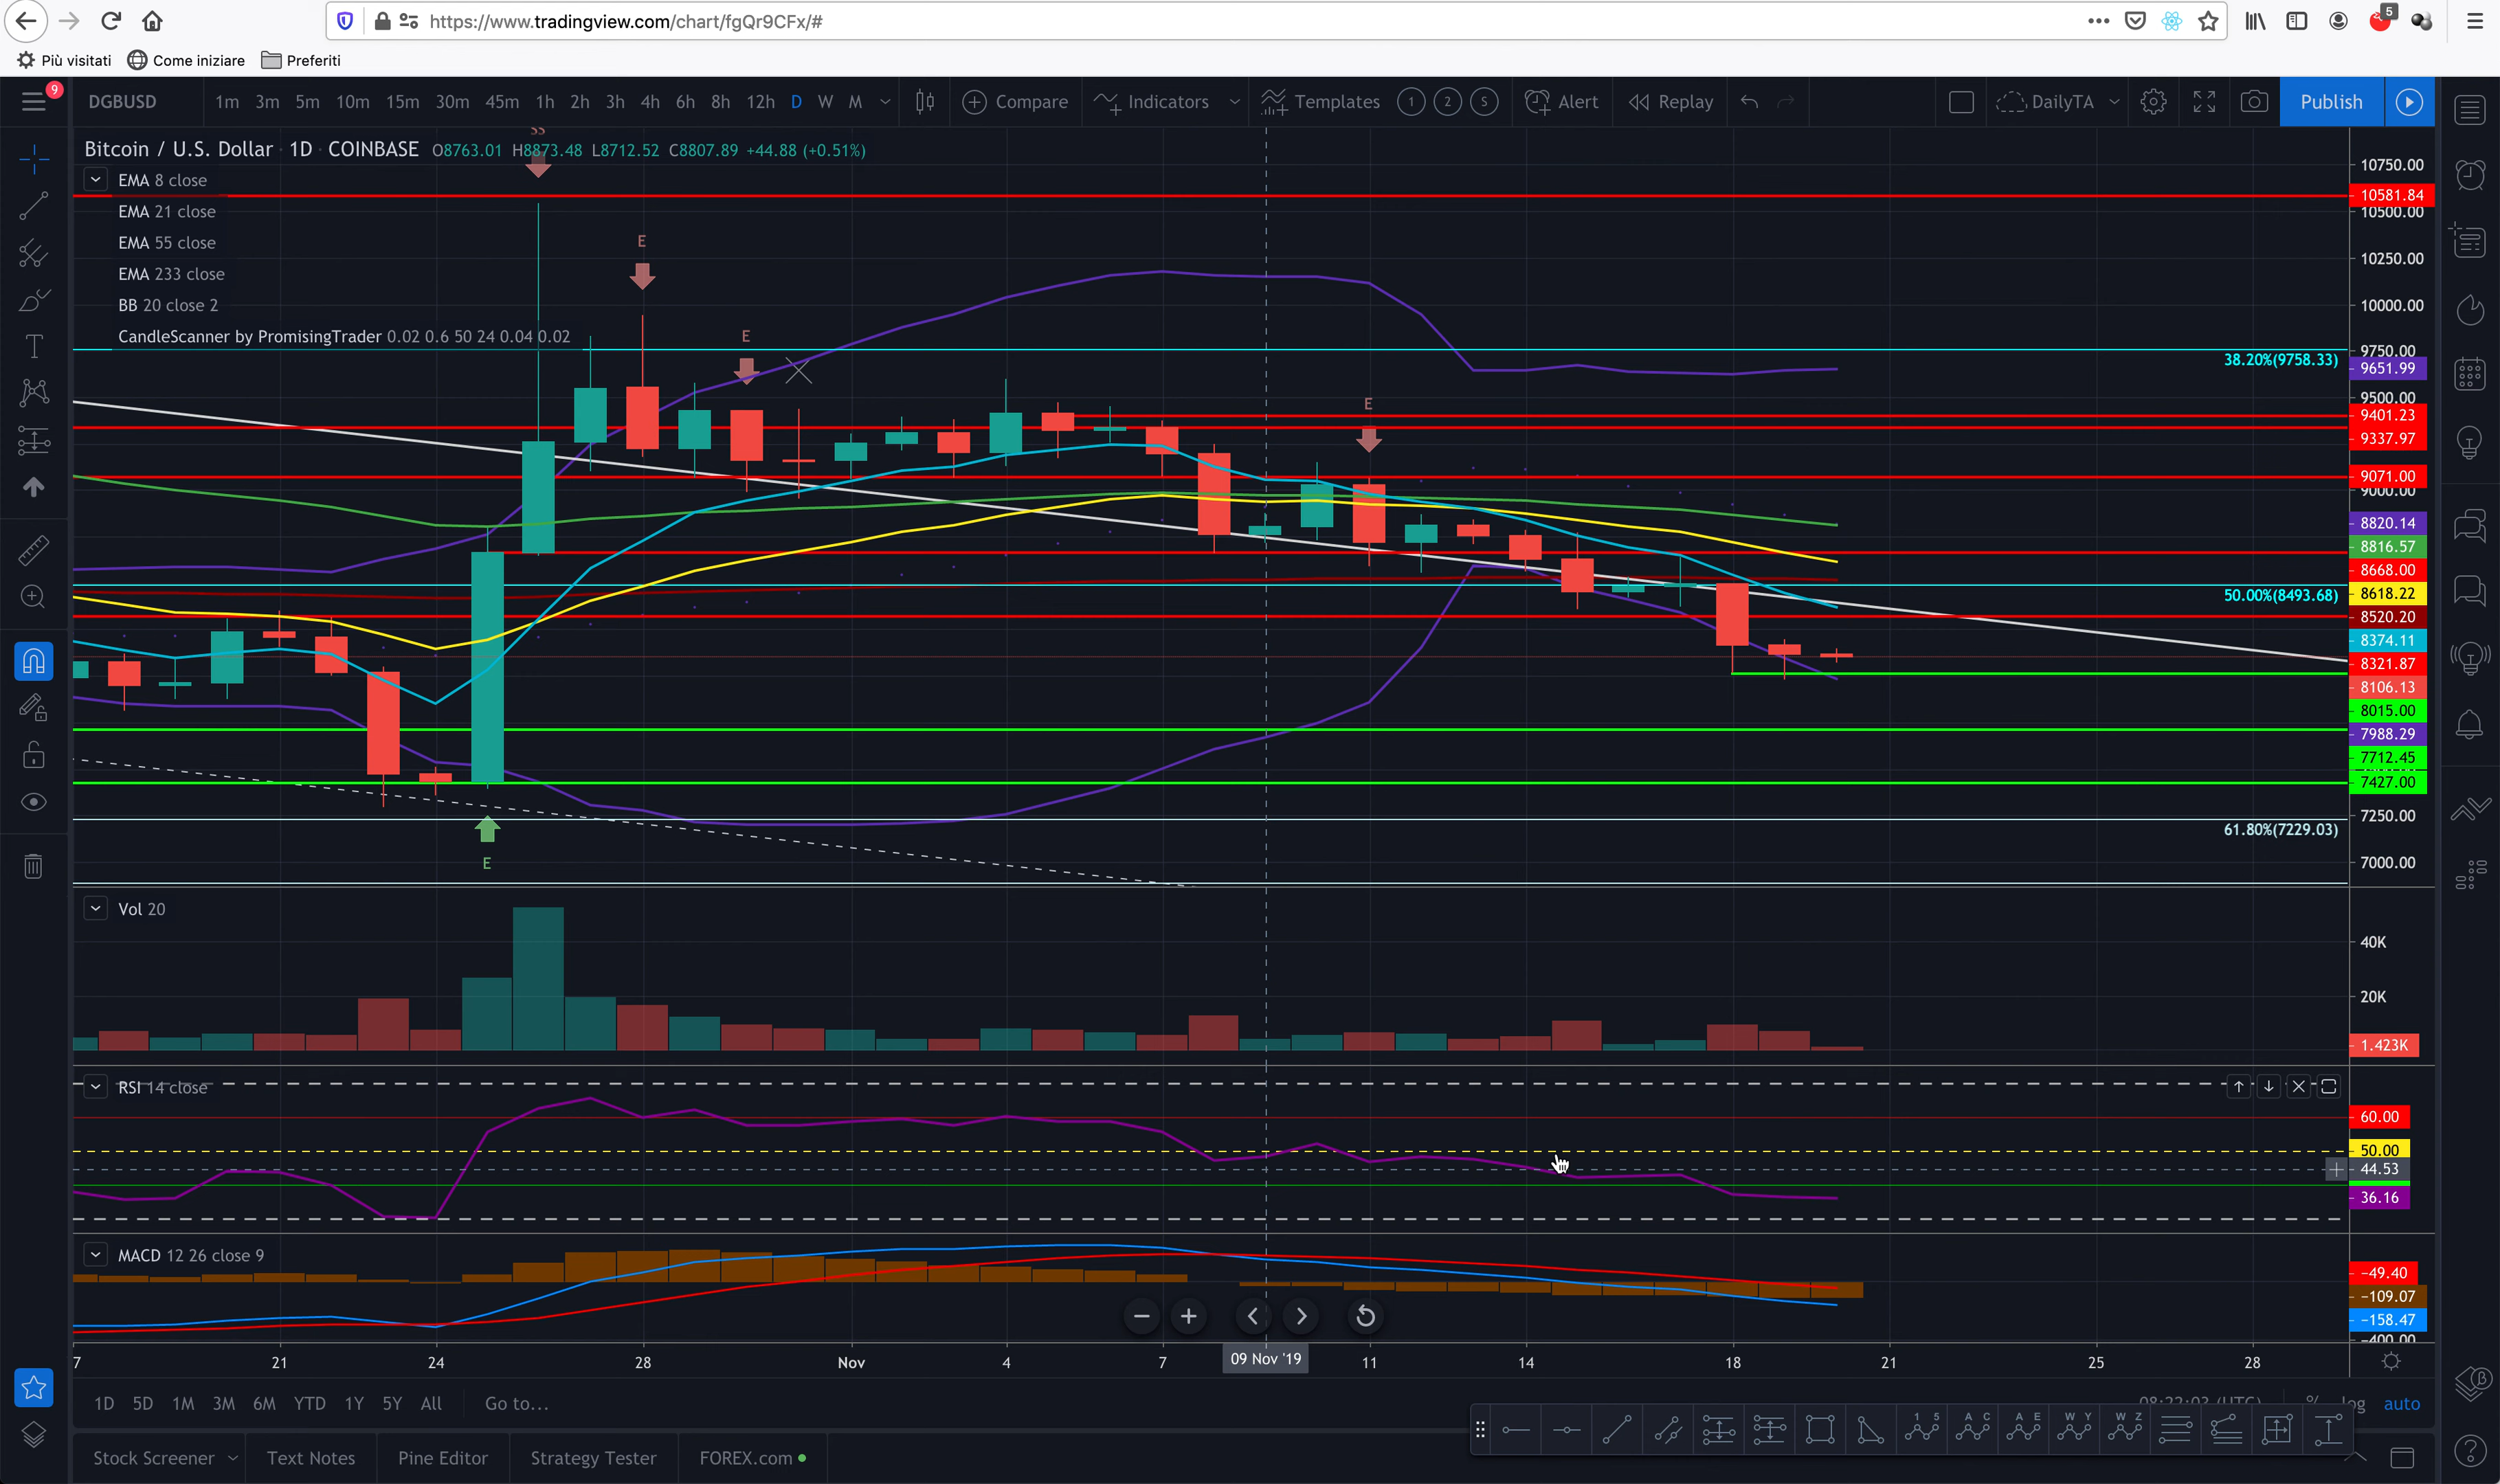 https://www.tradingview.com/chart/fgQr9CFx/#
5
Più visitati Come iniziare Preferiti
9
DGBUSD 1m 3m 5m 10m 15m 30m 45m 1h 2h 3h 4h 6h 8h 12h D W M Compare Indicators Templates 1 2 S Alert Replay DailyTA Publish
SS
Bitcoin / U.S. Dollar 1D COINBASE O8763.01 H8873.48 L8712.52 C8807.89 +44.88 (+0.51%)
EMA 8 close
EMA 21 close
EMA 55 close
EMA 233 close
BB 20 close 2
CandleScanner by PromisingTrader 0.02 0.6 50 24 0.04 0.02
E
E
E
E
10750.00
10581.84
10500.00
10250.00
10000.00
9750.00
38.20%(9758.33)
9651.99
9500.00
9401.23
9337.97
9071.00
9000.00
8820.14
8816.57
8668.00
50.00%(8493.68)
8618.22
8520.20
8374.11
8321.87
8106.13
8015.00
7988.29
7712.45
7427.00
7250.00
61.80%(7229.03)
7000.00
Vol 20
40K
20K
1.423K
RSI 14 close
60.00
50.00
44.53
36.16
MACD 12 26 close 9
−49.40
−109.07
−158.47
−400.00
7 21 24 28 Nov 4 7 09 Nov '19 11 14 18 21 25 28
1D 5D 1M 3M 6M YTD 1Y 5Y All Go to... % log auto
1 5 A C A E W Y W Z
Stock Screener Text Notes Pine Editor Strategy Tester FOREX.com